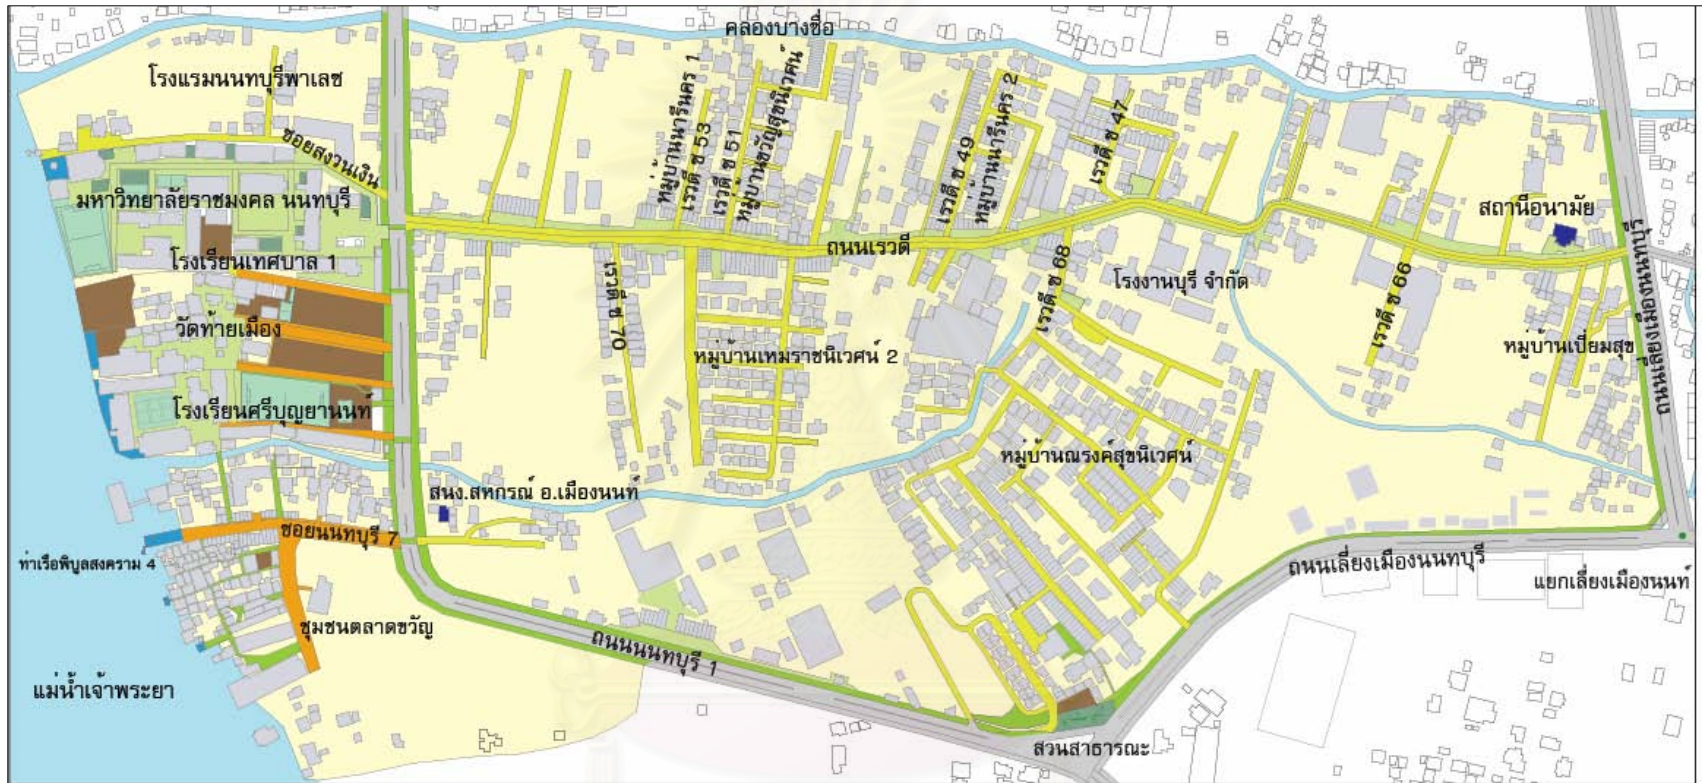 คลองบางซื่อ
โรงแรมนนทบุรีพาเลซ
ซอยสงวนเงิน
หมู่บ้านนารีนคร 1
เรวดี ซ 53
เรวดี ซ 51
หมู่บ้านขวัญสุขนิเวศน์
เรวดี ซ 49
หมู่บ้านนารีนคร 2
เรวดี ซ 47
มหาวิทยาลัยราชมงคล นนทบุรี
สถานีอนามัย
ถนนเรวดี
โรงเรียนเทศบาล 1
เรวดี ซ 70
เรวดี ซ 68
โรงงานบุรี จำกัด
เรวดี ซ 66
ถนนเลี่ยงเมืองนนทบุรี
วัดท้ายเมือง
หมู่บ้านเหมราชนิเวศน์ 2
หมู่บ้านเปี่ยมสุข
โรงเรียนศรีบุญยานนท์
หมู่บ้านณรงค์สุขนิเวศน์
สนง.สหกรณ์ อ.เมืองนนท์
ซอยนนทบุรี 7
ท่าเรือพิบูลสงคราม 4
ถนนเลี่ยงเมืองนนทบุรี
แยกเลี่ยงเมืองนนท์
ชุมชนตลาดขวัญ
ถนนนนทบุรี 1
แม่น้ำเจ้าพระยา
สวนสาธารณะ